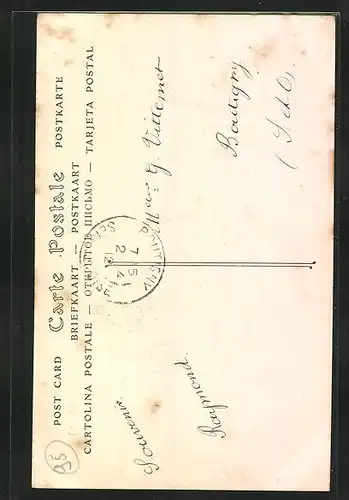 POST CARD Carte Postale POSTKARTE
BRIEFKAART — POSTKAART
CARTOLINA POSTALE — ОТКРЫТОЕ ПИСЬМО — TARJETA POSTAL
Souvenir
Raymond
G. Villemer
Boutigny
(S. et O.)
95